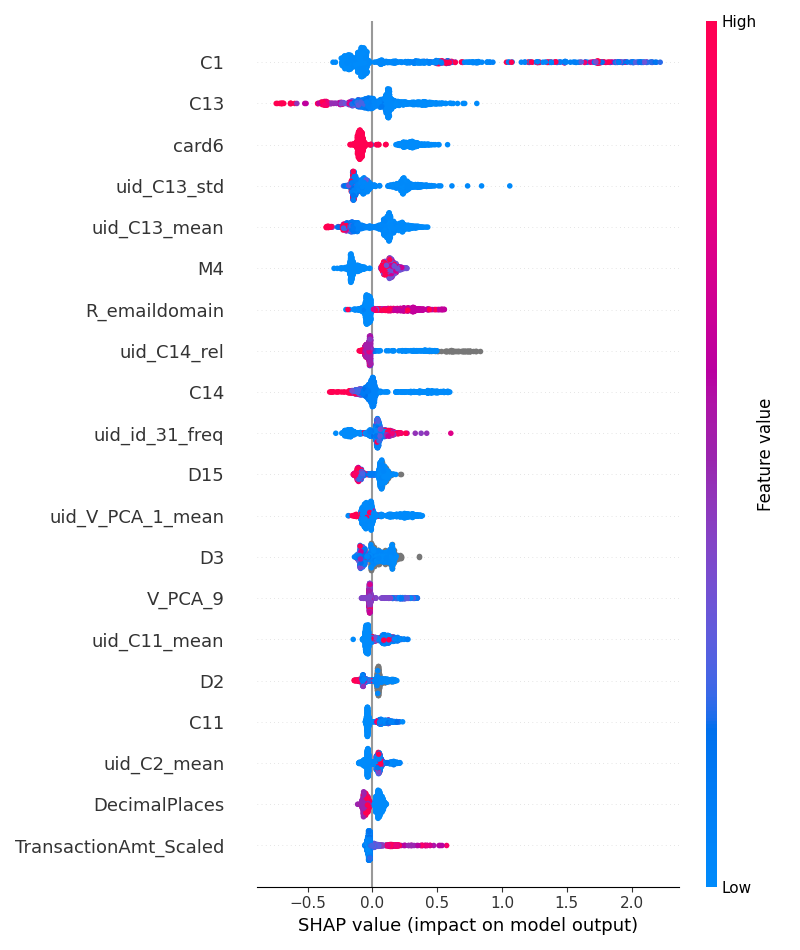 High
C1
C13
card6
uid_C13_std
uid_C13_mean
M4
R_emaildomain
uid_C14_rel
C14
uid_id_31_freq
D15
uid_V_PCA_1_mean
D3
V_PCA_9
uid_C11_mean
D2
C11
uid_C2_mean
DecimalPlaces
TransactionAmt_Scaled
Feature value
Low
−0.5 0.0 0.5 1.0 1.5 2.0
SHAP value (impact on model output)